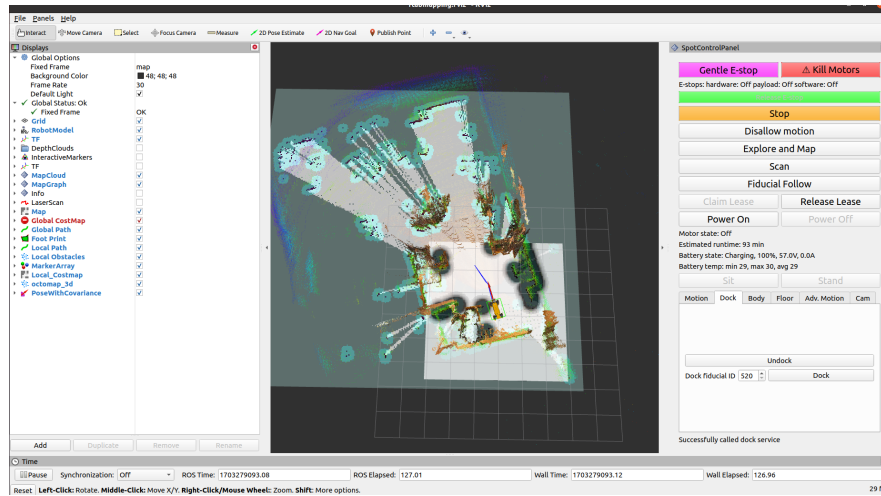 File Panels Help
Interact Move Camera Select Focus Camera Measure 2D Pose Estimate 2D Nav Goal Publish Point
Displays
Global Options
Fixed Frame map
Background Color 48; 48; 48
Frame Rate 30
Default Light
Global Status: Ok
Fixed Frame OK
Grid
RobotModel
TF
DepthClouds
InteractiveMarkers
TF
MapCloud
MapGraph
Info
LaserScan
Map
Global CostMap
Global Path
Foot Print
Local Path
Local Obstacles
MarkerArray
Local_Costmap
octomap_3d
PoseWithCovariance
Add Duplicate Remove Rename
SpotControlPanel
Gentle E-stop Kill Motors
E-stops: hardware: Off payload: Off software: Off
Stop
Disallow motion
Explore and Map
Scan
Fiducial Follow
Claim Lease Release Lease
Power On Power Off
Motor state: Off
Estimated runtime: 93 min
Battery state: Charging, 100%, 57.0V, 0.0A
Battery temp: min 29, max 30, avg 29
Sit Stand
Motion Dock Body Floor Adv. Motion Cam
Undock
Dock fiducial ID 520 Dock
Successfully called dock service
Time
Pause Synchronization: Off ROS Time: 1703279093.08 ROS Elapsed: 127.01 Wall Time: 1703279093.12 Wall Elapsed: 126.96
Reset Left-Click: Rotate. Middle-Click: Move X/Y. Right-Click/Mouse Wheel: Zoom. Shift: More options. 29